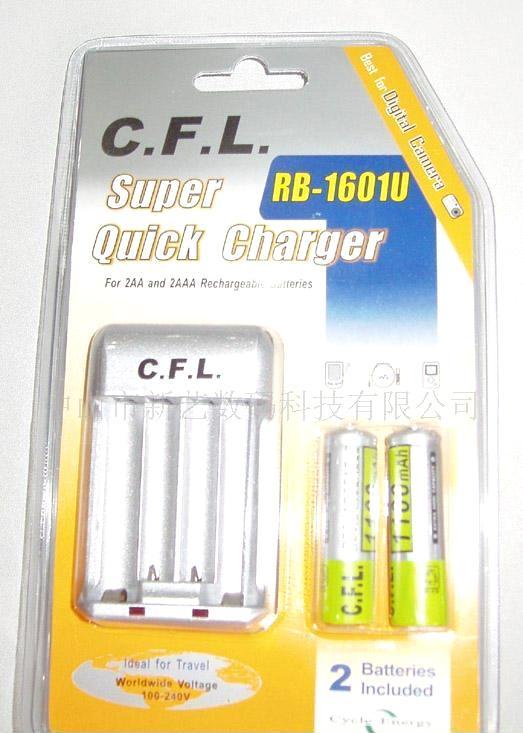 Best for Digital Camera
C.F.L.
RB-1601U
Super
Quick Charger
For 2AA and 2AAA Rechargeable Batteries
C.F.L.
中山市新艺数码科技有限公司
C.F.L. 1100
1100mAh
Ideal for Travel
Worldwide Voltage
100-240V
2 Batteries
Included
Cycle Energy